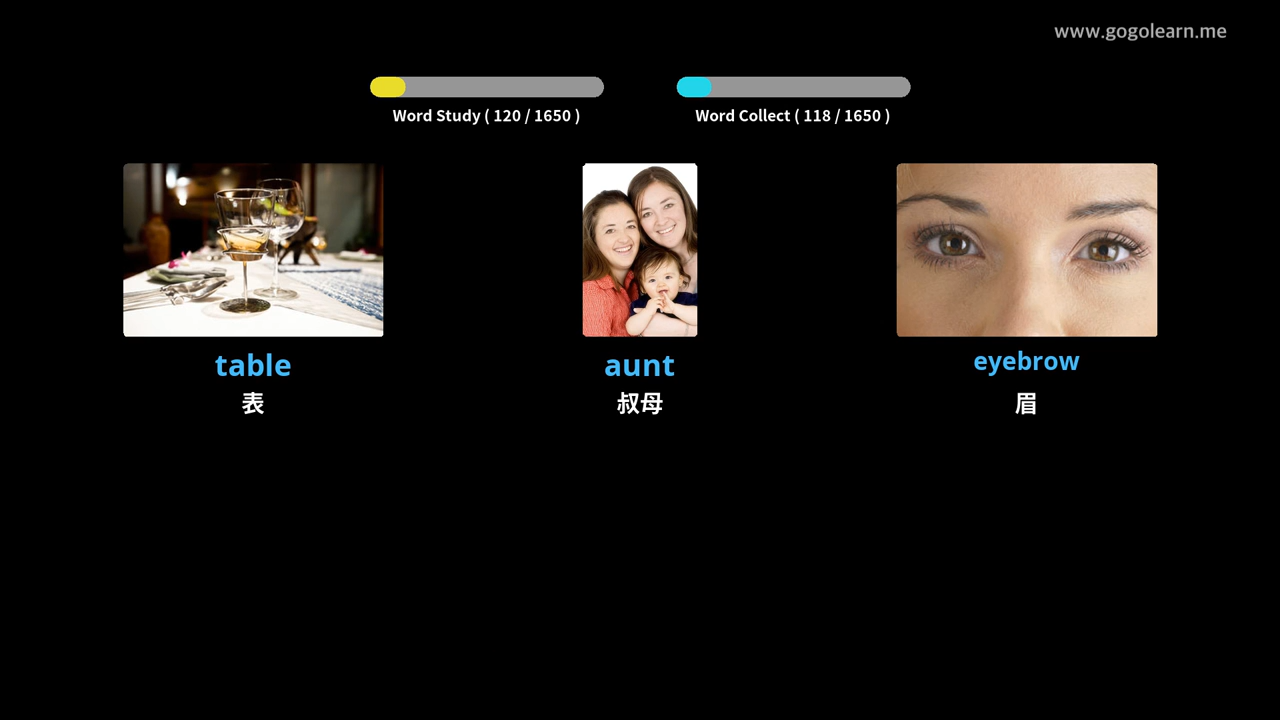 www.gogolearn.me
Word Study ( 120 / 1650 )
Word Collect ( 118 / 1650 )
table
aunt
eyebrow
表
叔母
眉